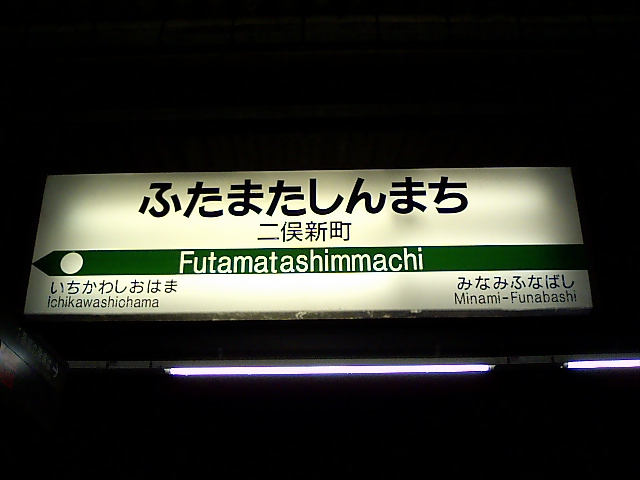 ふたまたしんまち
二俣新町
Futamatashimmachi
いちかわしおはま
Ichikawashiohama
みなみふなばし
Minami-Funabashi